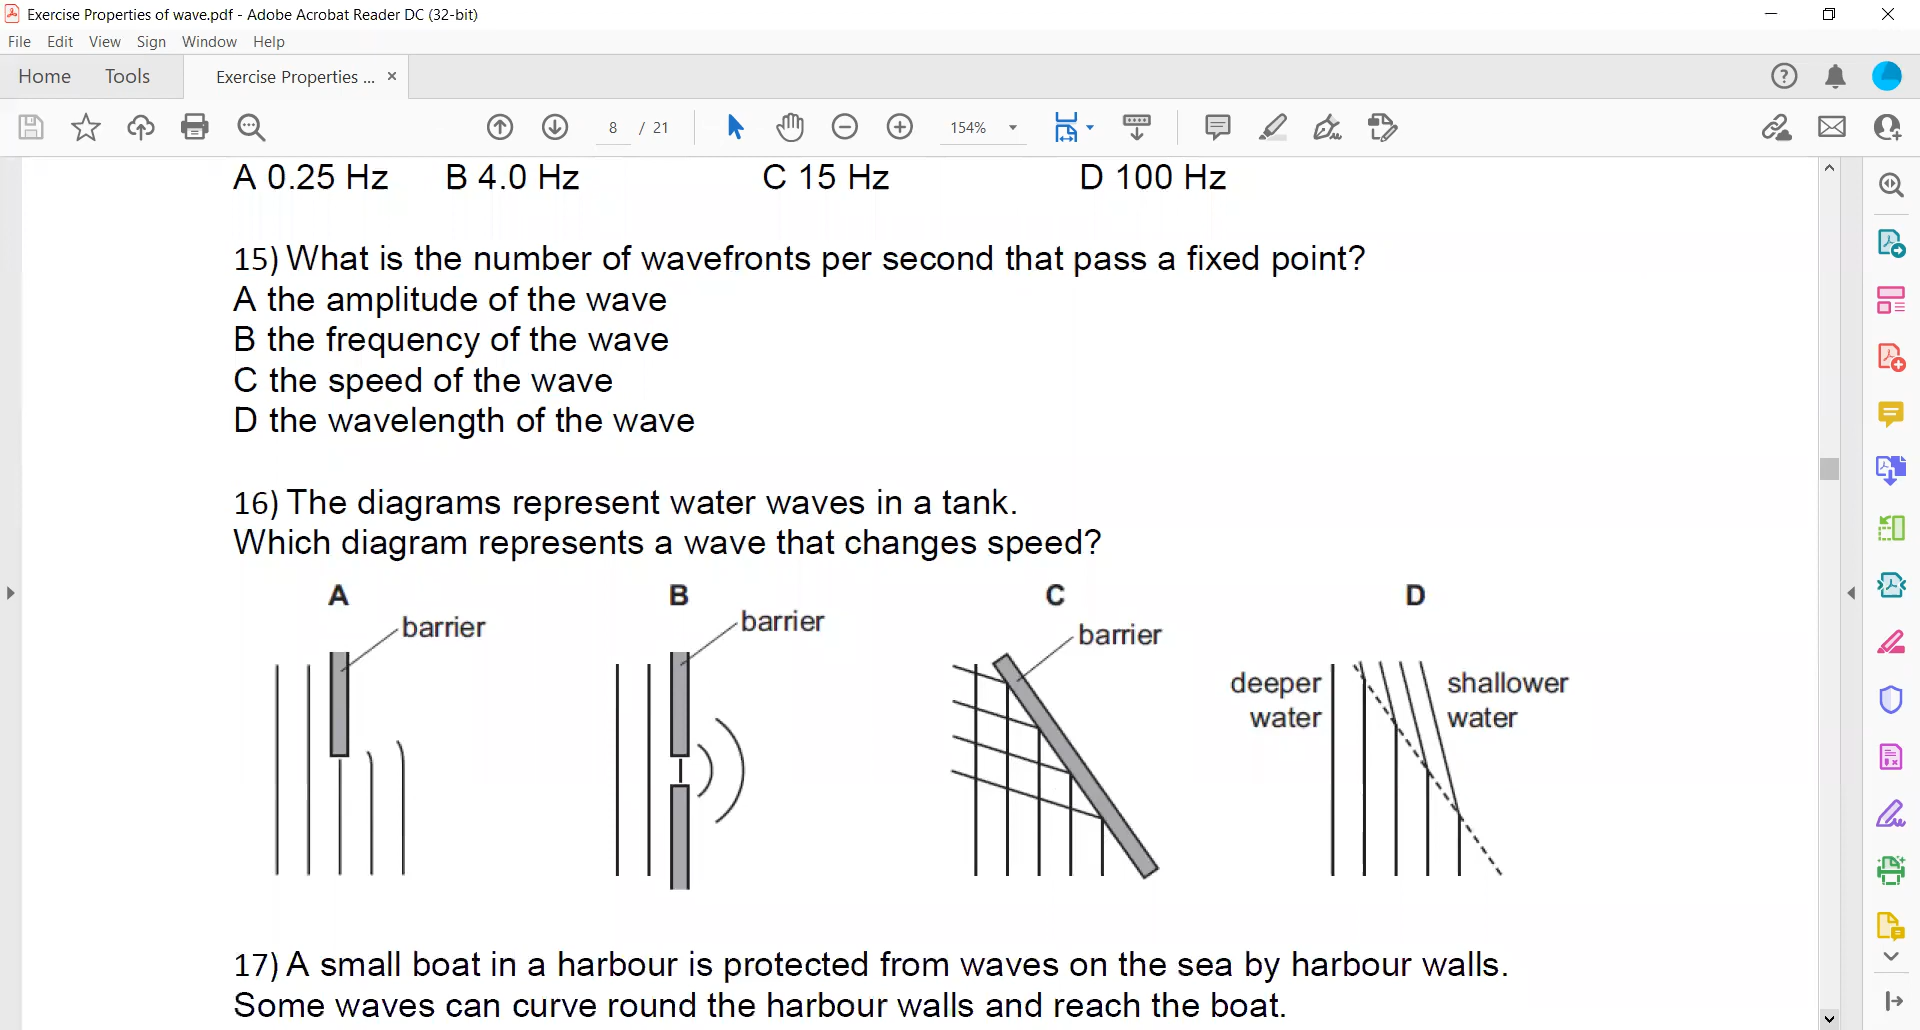 Exercise Properties of wave.pdf - Adobe Acrobat Reader DC (32-bit)
File Edit View Sign Window Help
Home Tools Exercise Properties ... ×
8 / 21 154%
A 0.25 Hz B 4.0 Hz C 15 Hz D 100 Hz
15) What is the number of wavefronts per second that pass a fixed point?
A the amplitude of the wave
B the frequency of the wave
C the speed of the wave
D the wavelength of the wave
16) The diagrams represent water waves in a tank.
Which diagram represents a wave that changes speed?
A B C D
barrier barrier barrier
deeper water
shallower water
17) A small boat in a harbour is protected from waves on the sea by harbour walls.
Some waves can curve round the harbour walls and reach the boat.